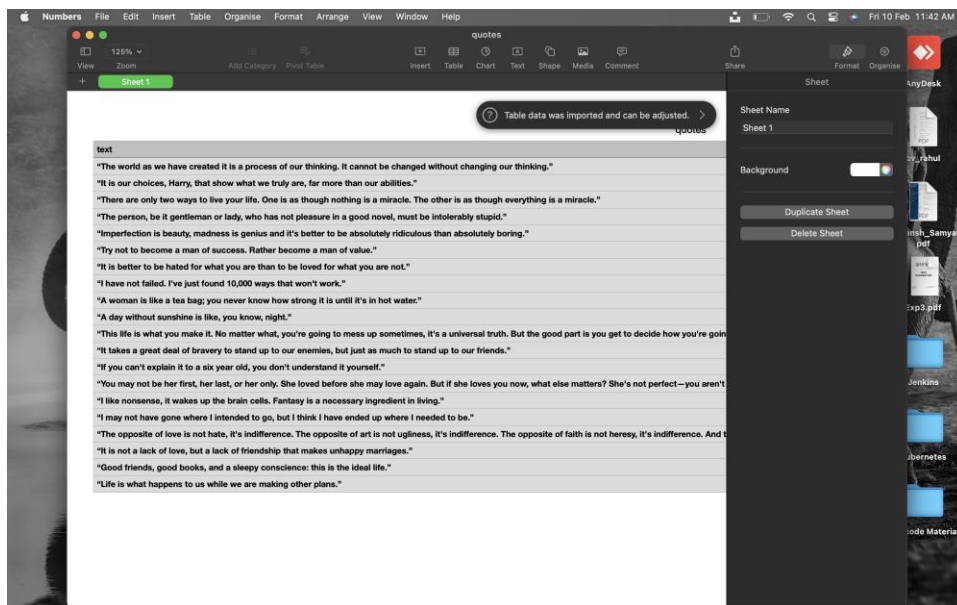 Numbers File Edit Insert Table Organise Format Arrange View Window Help Fri 10 Feb 11:42 AM
quotes
125%
View Zoom Add Category Pivot Table Insert Table Chart Text Shape Media Comment Share Format Organise
+ Sheet 1 Sheet
Table data was imported and can be adjusted.
quotes
text
“The world as we have created it is a process of our thinking. It cannot be changed without changing our thinking.”
“It is our choices, Harry, that show what we truly are, far more than our abilities.”
“There are only two ways to live your life. One is as though nothing is a miracle. The other is as though everything is a miracle.”
“The person, be it gentleman or lady, who has not pleasure in a good novel, must be intolerably stupid.”
“Imperfection is beauty, madness is genius and it's better to be absolutely ridiculous than absolutely boring.”
“Try not to become a man of success. Rather become a man of value.”
“It is better to be hated for what you are than to be loved for what you are not.”
“I have not failed. I've just found 10,000 ways that won't work.”
“A woman is like a tea bag; you never know how strong it is until it's in hot water.”
“A day without sunshine is like, you know, night.”
“This life is what you make it. No matter what, you're going to mess up sometimes, it's a universal truth. But the good part is you get to decide how you're goin
“It takes a great deal of bravery to stand up to our enemies, but just as much to stand up to our friends.”
“If you can't explain it to a six year old, you don't understand it yourself.”
“You may not be her first, her last, or her only. She loved before she may love again. But if she loves you now, what else matters? She's not perfect—you aren't
“I like nonsense, it wakes up the brain cells. Fantasy is a necessary ingredient in living.”
“I may not have gone where I intended to go, but I think I have ended up where I needed to be.”
“The opposite of love is not hate, it's indifference. The opposite of art is not ugliness, it's indifference. The opposite of faith is not heresy, it's indifference. And t
“It is not a lack of love, but a lack of friendship that makes unhappy marriages.”
“Good friends, good books, and a sleepy conscience: this is the ideal life.”
“Life is what happens to us while we are making other plans.”
Sheet Name
Sheet 1
Background
Duplicate Sheet
Delete Sheet
AnyDesk
PDF
cv_rahul
PDF
insh_Samya
pdf
Exp3.pdf
Jenkins
ubernetes
code Materia